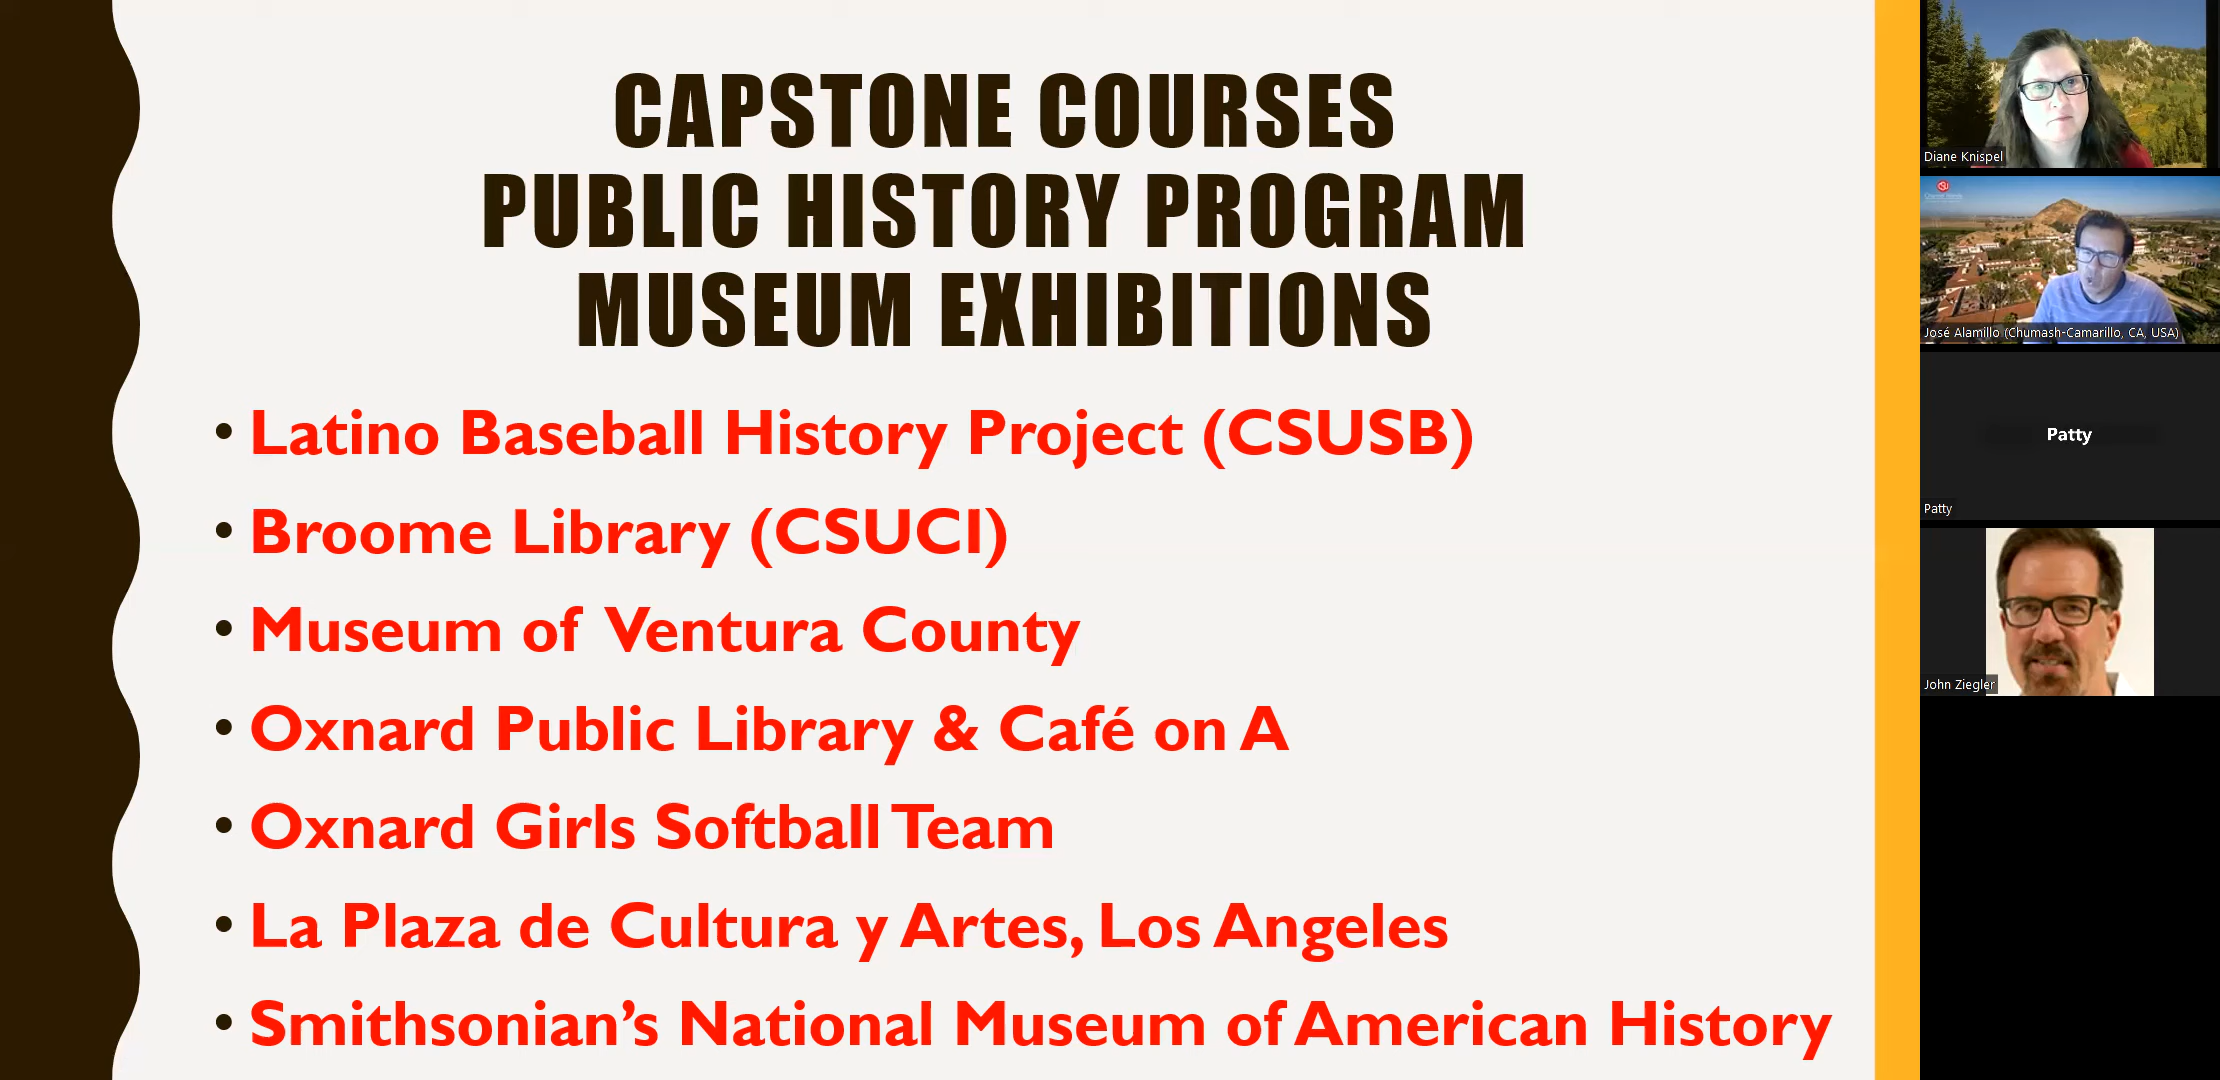 CAPSTONE COURSES
PUBLIC HISTORY PROGRAM
MUSEUM EXHIBITIONS
• Latino Baseball History Project (CSUSB)
• Broome Library (CSUCI)
• Museum of Ventura County
• Oxnard Public Library & Café on A
• Oxnard Girls Softball Team
• La Plaza de Cultura y Artes, Los Angeles
• Smithsonian’s National Museum of American History
Diane Knispel
José Alamillo (Chumash-Camarillo, CA, USA)
Patty
Patty
John Ziegler